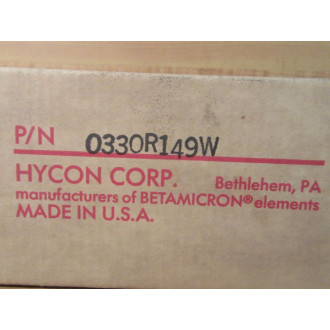 P/N 0330R149W
HYCON CORP. Bethlehem, PA
manufacturers of BETAMICRON® elements
MADE IN U.S.A.